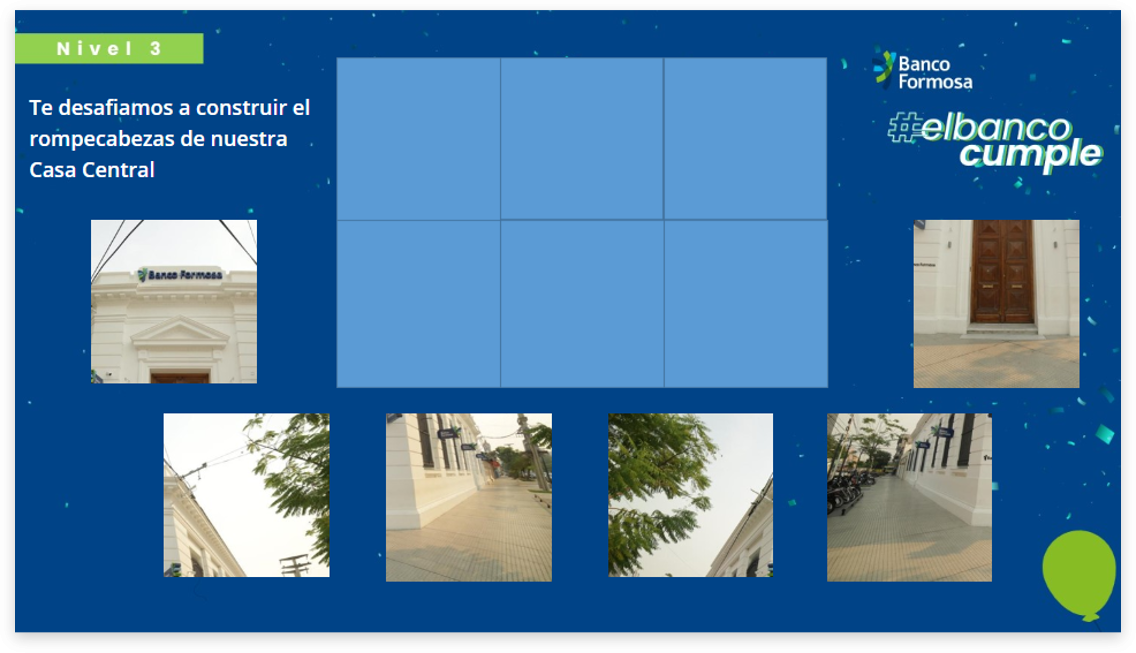 Nivel 3
Te desafiamos a construir el
rompecabezas de nuestra
Casa Central
Banco
Formosa
#elbanco
cumple
Banco Formosa